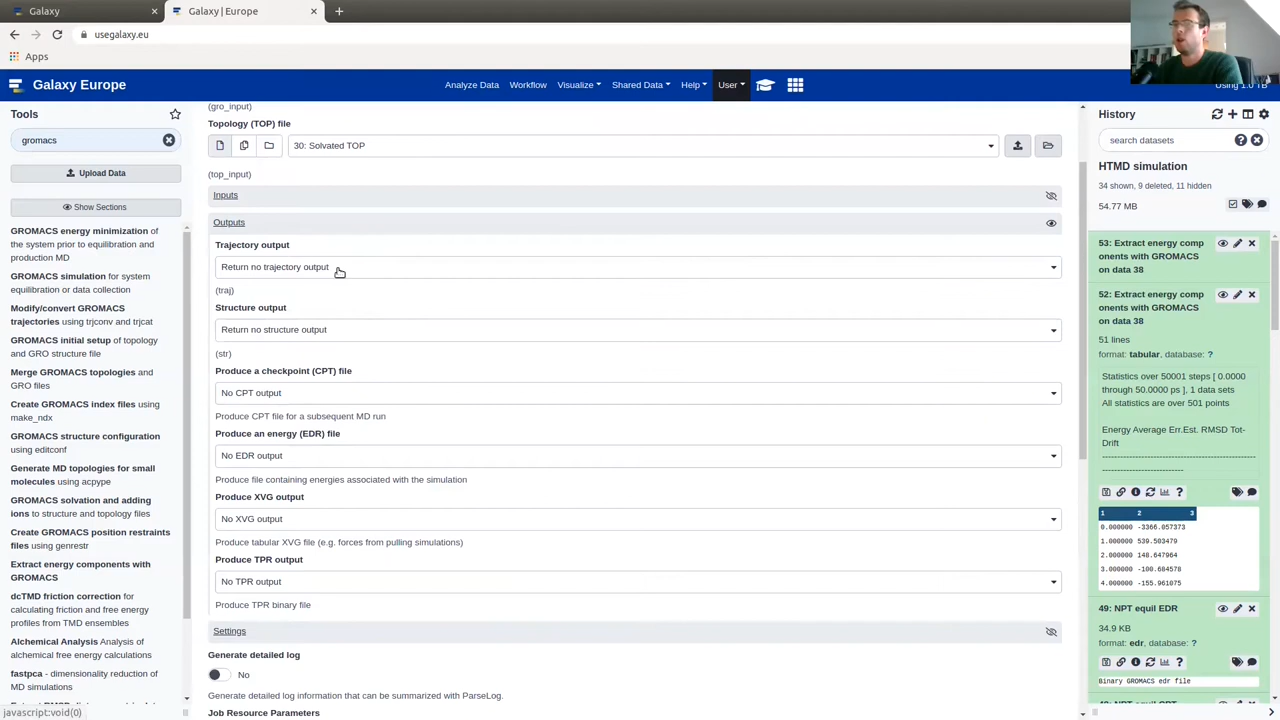 Galaxy
Galaxy | Europe
usegalaxy.eu
Apps
Galaxy Europe
Analyze Data
Workflow
Visualize
Shared Data
Help
User
Using 1.0 TB
Tools
gromacs
Upload Data
Show Sections
GROMACS energy minimization of
the system prior to equilibration and
production MD
GROMACS simulation for system
equilibration or data collection
Modify/convert GROMACS
trajectories using trjconv and trjcat
GROMACS initial setup of topology
and GRO structure file
Merge GROMACS topologies and
GRO files
Create GROMACS index files using
make_ndx
GROMACS structure configuration
using editconf
Generate MD topologies for small
molecules using acpype
GROMACS solvation and adding
ions to structure and topology files
Create GROMACS position restraints
files using genrestr
Extract energy components with
GROMACS
dcTMD friction correction for
calculating friction and free energy
profiles from TMD ensembles
Alchemical Analysis Analysis of
alchemical free energy calculations
fastpca - dimensionality reduction of
MD simulations
javascript:void(0)
(gro_input)
Topology (TOP) file
30: Solvated TOP
(top_input)
Inputs
Outputs
Trajectory output
Return no trajectory output
(traj)
Structure output
Return no structure output
(str)
Produce a checkpoint (CPT) file
No CPT output
Produce CPT file for a subsequent MD run
Produce an energy (EDR) file
No EDR output
Produce file containing energies associated with the simulation
Produce XVG output
No XVG output
Produce tabular XVG file (e.g. forces from pulling simulations)
Produce TPR output
No TPR output
Produce TPR binary file
Settings
Generate detailed log
No
Generate detailed log information that can be summarized with ParseLog.
Job Resource Parameters
History
search datasets
HTMD simulation
34 shown, 9 deleted, 11 hidden
54.77 MB
53: Extract energy comp
onents with GROMACS
on data 38
52: Extract energy comp
onents with GROMACS
on data 38
51 lines
format: tabular, database: ?
Statistics over 50001 steps [ 0.0000
through 50.0000 ps ], 1 data sets
All statistics are over 501 points
Energy Average Err.Est. RMSD Tot-
Drift
-------------------------------------------------------
------------------------------
1 2 3
0.000000 -3366.057373
1.000000 539.503479
2.000000 148.647964
3.000000 -100.684578
4.000000 -155.961075
49: NPT equil EDR
34.9 KB
format: edr, database: ?
Binary GROMACS edr file